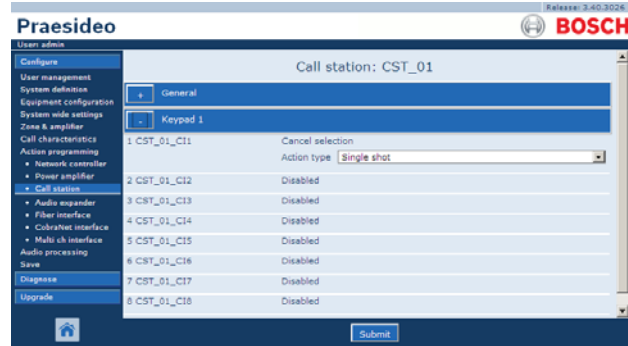 Release: 3.40.3026
Praesideo
BOSCH
User: admin
Configure
User management
System definition
Equipment configuration
System wide settings
Zone & amplifier
Call characteristics
Action programming
• Network controller
• Power amplifier
• Call station
• Audio expander
• Fiber interface
• CobraNet interface
• Multi ch interface
Audio processing
Save
Diagnose
Upgrade
Call station: CST_01
+ General
- Keypad 1
1 CST_01_CI1 Cancel selection
Action type Single shot
2 CST_01_CI2 Disabled
3 CST_01_CI3 Disabled
4 CST_01_CI4 Disabled
5 CST_01_CI5 Disabled
6 CST_01_CI6 Disabled
7 CST_01_CI7 Disabled
8 CST_01_CI8 Disabled
Submit